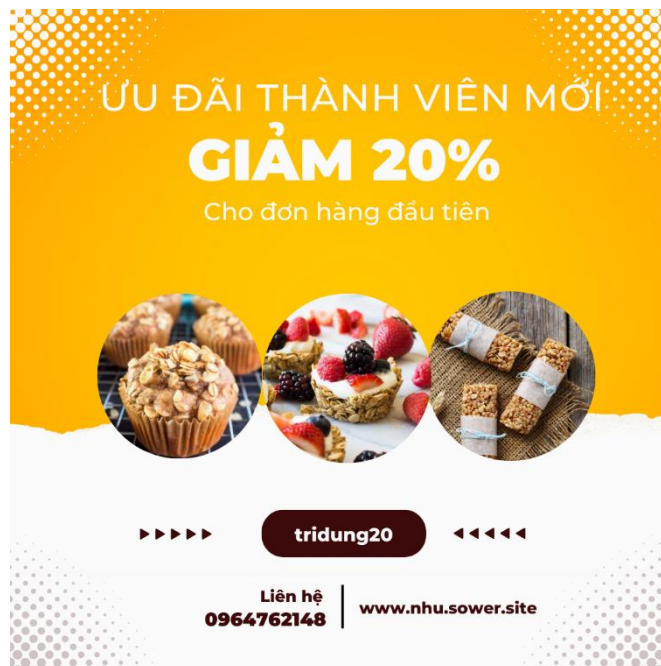 ƯU ĐÃI THÀNH VIÊN MỚI
GIẢM 20%
Cho đơn hàng đầu tiên
tridung20
Liên hệ
0964762148
www.nhu.sower.site